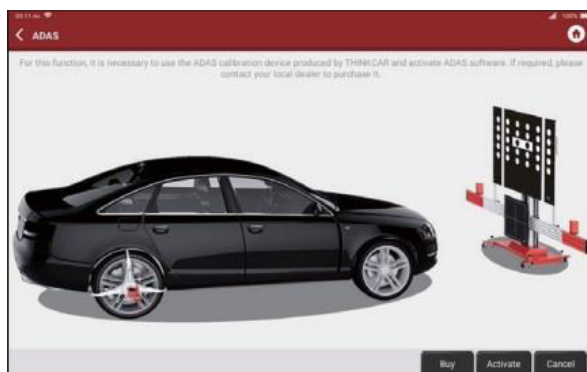 ADAS
For this function, it is necessary to use the ADAS calibration device produced by THINKCAR and activate ADAS software. If required, please
contact your local dealer to purchase it.
Buy
Activate
Cancel